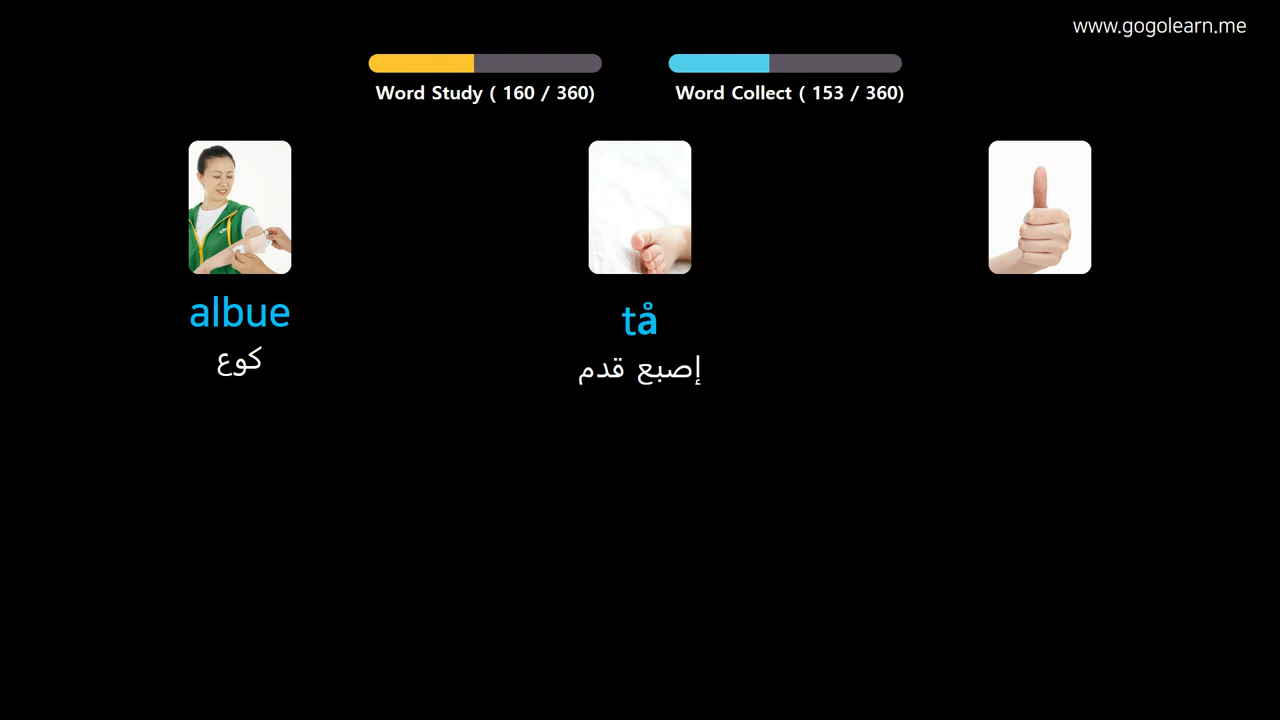 www.gogolearn.me
Word Study ( 160 / 360)
Word Collect ( 153 / 360)
albue
كوع
tå
إصبع قدم